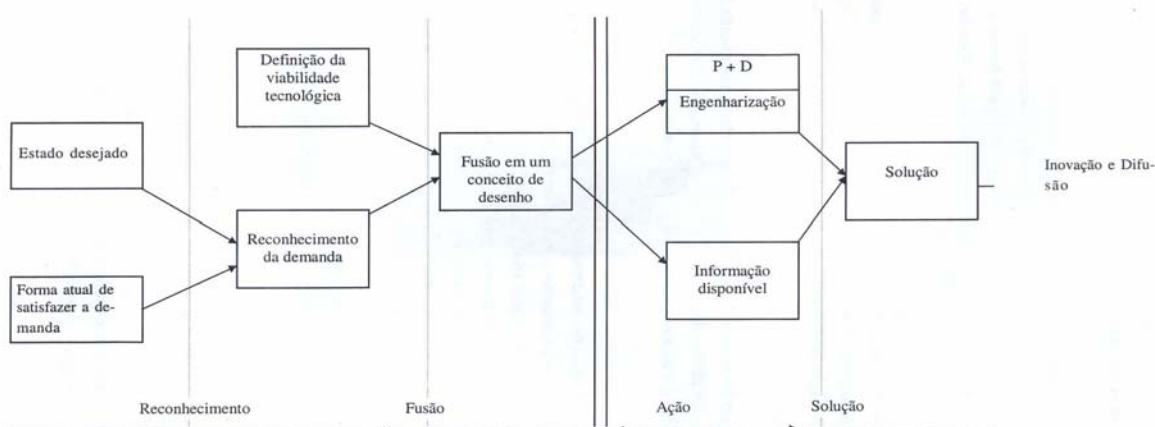 Definição da
viabilidade
tecnológica
P + D
Engenharização
Estado desejado
Fusão em um
conceito de
desenho
Solução
Inovação e Difu-
são
Reconhecimento
da demanda
Informação
disponível
Forma atual de
satisfazer a de-
manda
Reconhecimento
Fusão
Ação
Solução